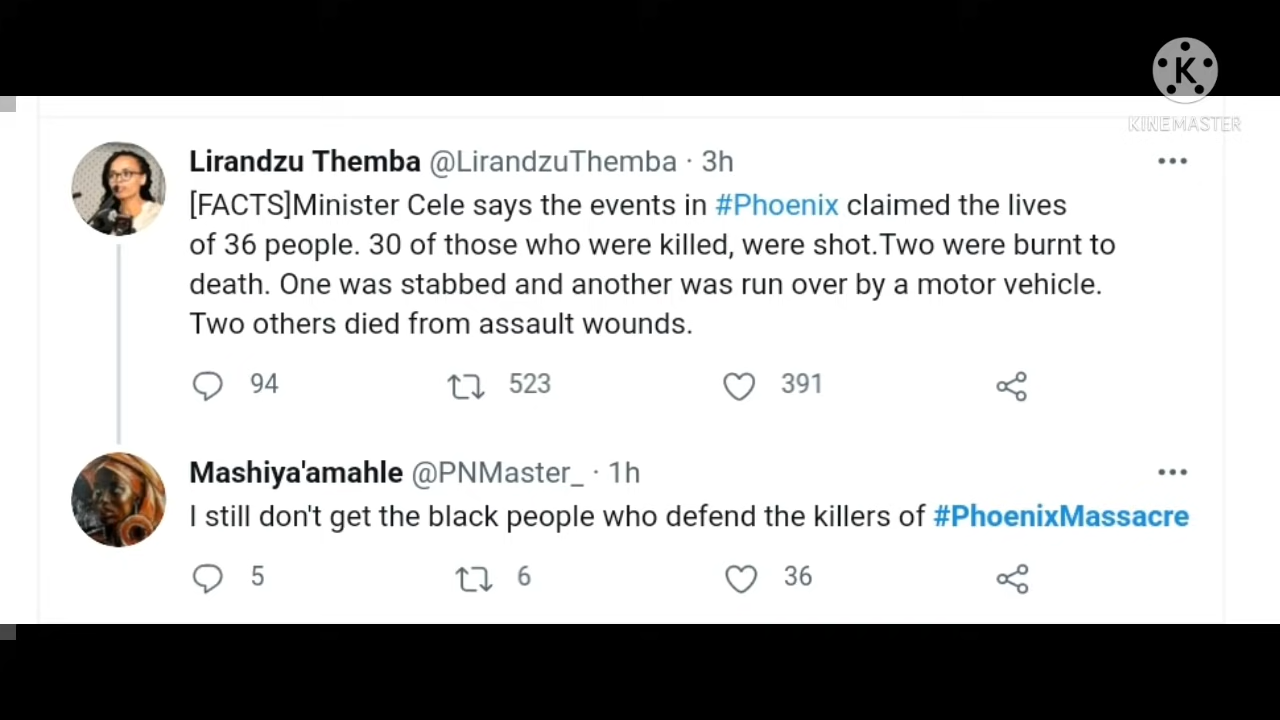 K
KINEMASTER
Lirandzu Themba @LirandzuThemba · 3h
[FACTS]Minister Cele says the events in #Phoenix claimed the lives
of 36 people. 30 of those who were killed, were shot.Two were burnt to
death. One was stabbed and another was run over by a motor vehicle.
Two others died from assault wounds.
94 523 391
Mashiya'amahle @PNMaster_ · 1h
I still don't get the black people who defend the killers of #PhoenixMassacre
5 6 36